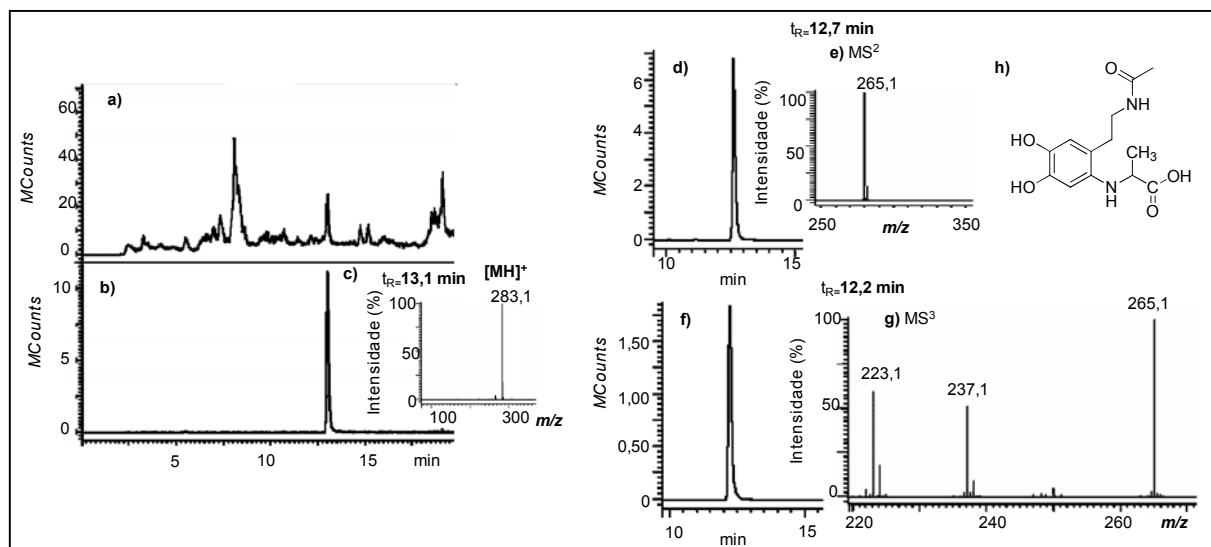 a)
MCounts
60
40
20
0
b)
MCounts
10
5
0
5
10
15
min
c)
t_R=13,1 min
[MH]⁺
283,1
Intensidade (%)
100
50
0
100
300
m/z
t_R=12,7 min
d)
MCounts
6
4
2
0
10
15
min
e) MS²
265,1
Intensidade (%)
100
50
0
250
350
m/z
h)
O
NH
HO
HO
CH₃
OH
N
H
O
t_R=12,2 min
f)
MCounts
1,50
1,00
0,50
0
10
15
min
g) MS³
265,1
223,1
237,1
Intensidade (%)
100
50
0
220
240
260
m/z